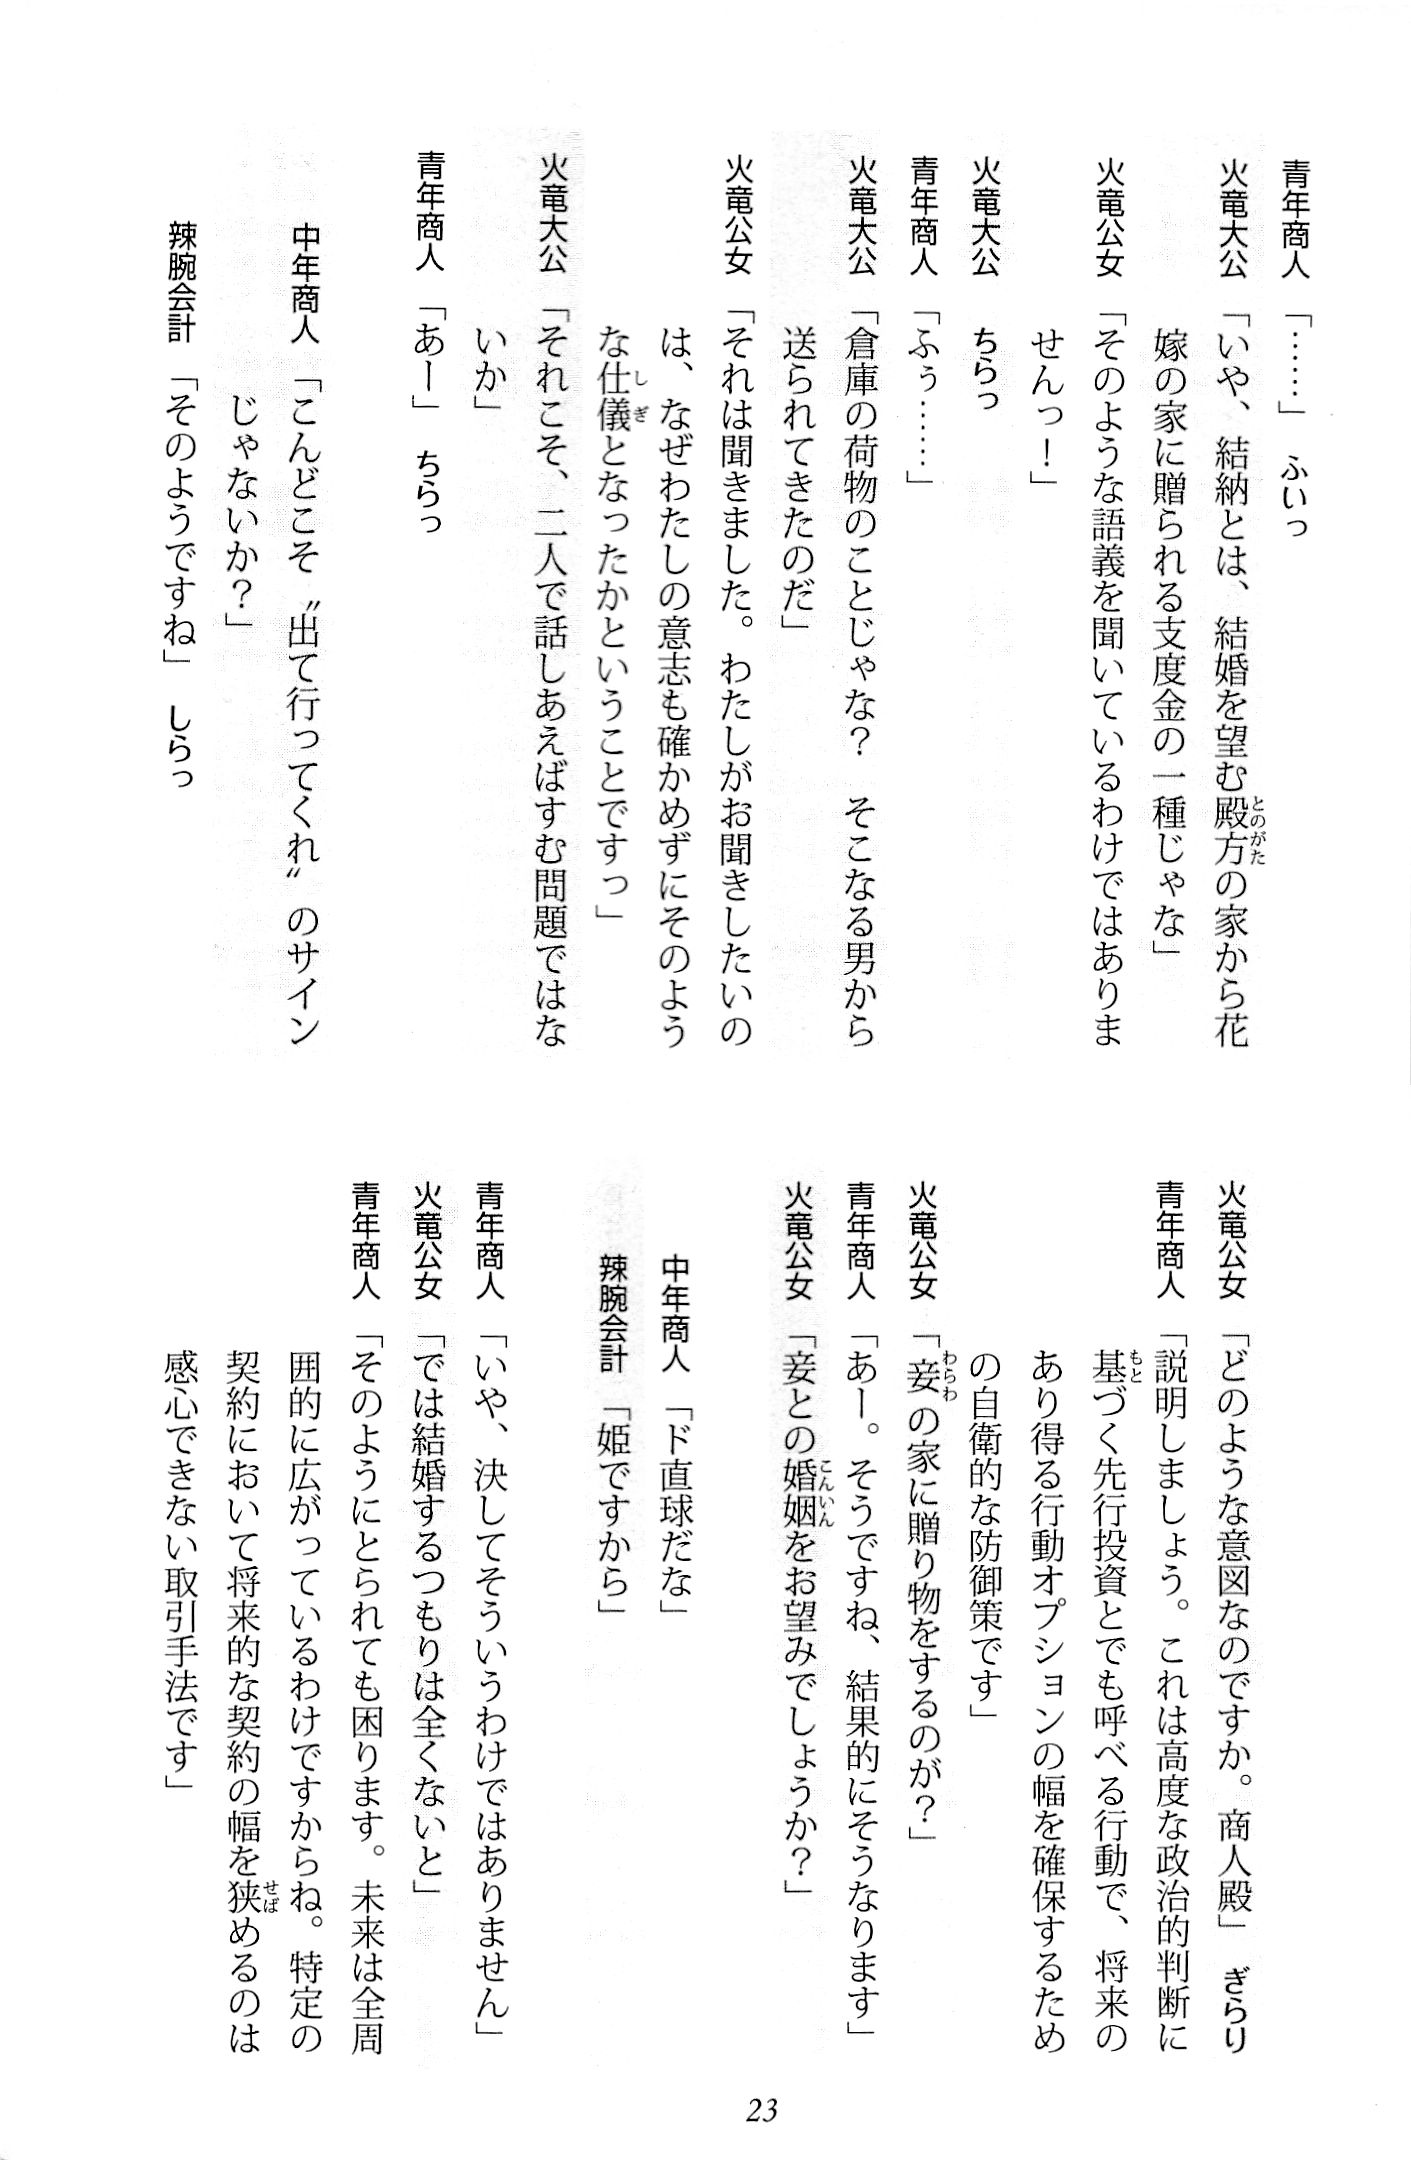 青年商人「……」　ふいっ
火竜大公「いや、結納とは、結婚を望む殿方の家から花
嫁の家に贈られる支度金の一種じゃな」
火竜公女「そのような語義を聞いているわけではありま
せんっ！」
火竜大公　ちらっ
青年商人「ふぅ……」
火竜大公「倉庫の荷物のことじゃな？　そこなる男から
送られてきたのだ」
火竜公女「それは聞きました。わたしがお聞きしたいの
は、なぜわたしの意志も確かめずにそのよう
な仕儀となったかということですっ」
火竜大公「それこそ、二人で話しあえばすむ問題ではな
いか」
青年商人「あー」　ちらっ
中年商人「こんどこそ〝出て行ってくれ〟のサイン
じゃないか？」
辣腕会計「そのようですね」　しらっ
火竜公女「どのような意図なのですか。商人殿」　ぎらり
青年商人「説明しましょう。これは高度な政治的判断に
基づく先行投資とでも呼べる行動で、将来の
あり得る行動オプションの幅を確保するため
の自衛的な防御策です」
火竜公女「妾の家に贈り物をするのが？」
青年商人「あー。そうですね、結果的にそうなります」
火竜公女「妾との婚姻をお望みでしょうか？」
中年商人「ド直球だな」
辣腕会計「姫ですから」
青年商人「いや、決してそういうわけではありません」
火竜公女「では結婚するつもりは全くないと」
青年商人「そのようにとられても困ります。未来は全周
囲的に広がっているわけですからね。特定の
契約において将来的な契約の幅を狭めるのは
感心できない取引手法です」
23